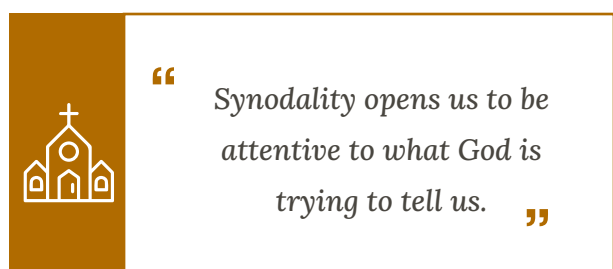 “
Synodality opens us to be
attentive to what God is
trying to tell us.
”